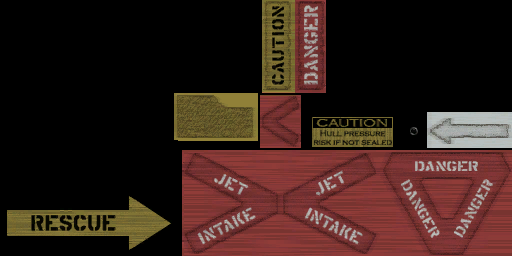 CAUTION
DANGER
CAUTION
HULL PRESSURE
RISK IF NOT SEALED
RESCUE
JET
INTAKE
JET
INTAKE
DANGER
DANGER
DANGER